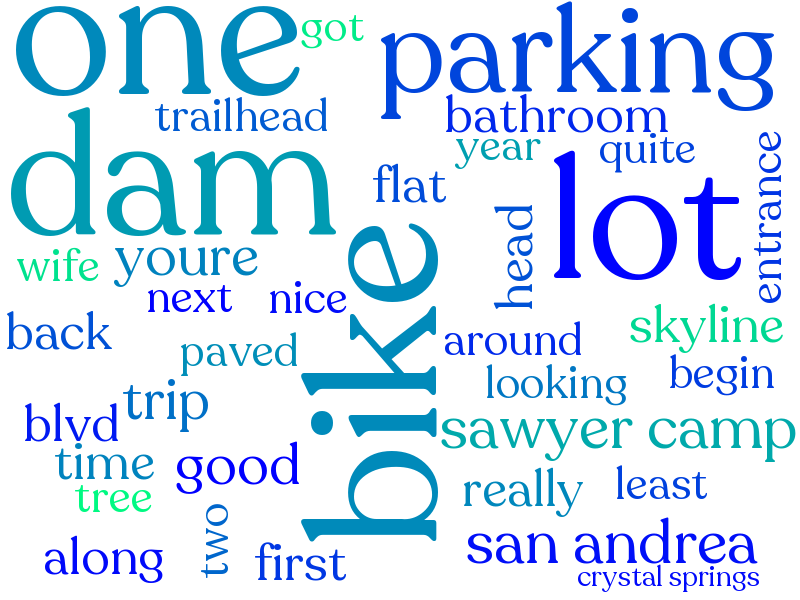 one
got
parking
trailhead
bathroom
dam
year
quite
entrance
flat
lot
head
wife
youre
bike
next
nice
back
skyline
paved
around
looking
begin
trip
blvd
sawyer camp
time
good
tree
really
least
two
along
first
san andrea
crystal springs